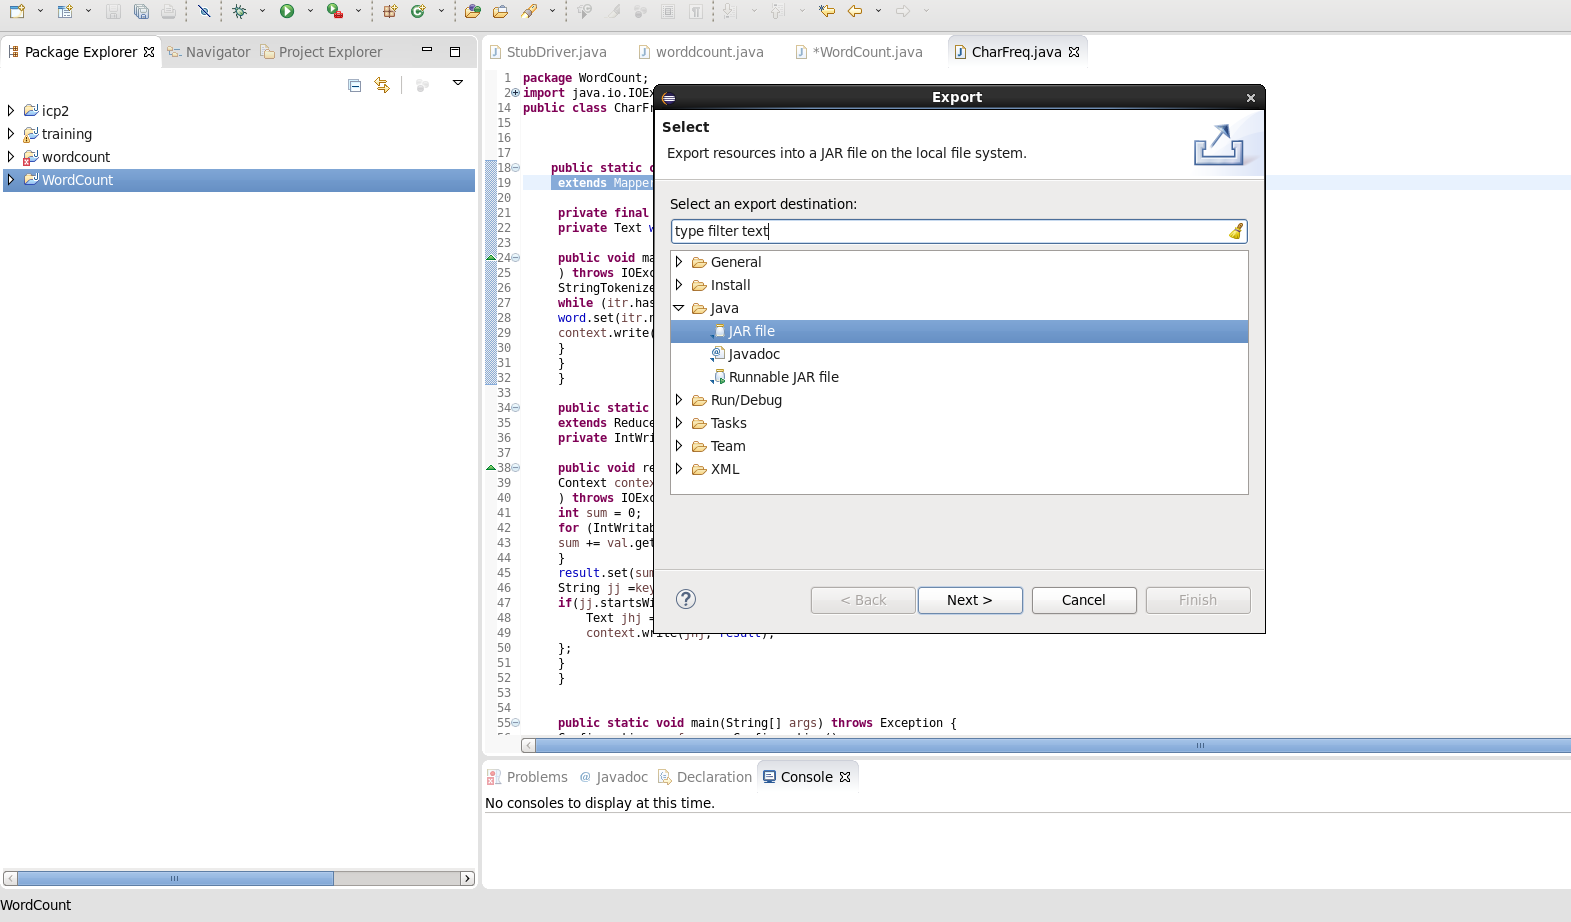 Package Explorer
Navigator
Project Explorer
StubDriver.java
worddcount.java
*WordCount.java
CharFreq.java
icp2
training
wordcount
WordCount
1 package WordCount;
2 import java.io.IOEx
14 public class CharFr
15
16
17
18 public static c
19 extends Mapper
20
21 private final
22 private Text w
23
24 public void ma
25 ) throws IOExc
26 StringTokenize
27 while (itr.has
28 word.set(itr.n
29 context.write(
30 }
31 }
32 }
33
34 public static
35 extends Reduce
36 private IntWri
37
38 public void re
39 Context contex
40 ) throws IOExc
41 int sum = 0;
42 for (IntWritab
43 sum += val.get
44 }
45 result.set(sum
46 String jj =key
47 if(jj.startsWi
48 Text jhj =
49 context.write(jhj, result);
50 };
51 }
52 }
53
54
55 public static void main(String[] args) throws Exception {
Export
Select
Export resources into a JAR file on the local file system.
Select an export destination:
type filter text
General
Install
Java
JAR file
Javadoc
Runnable JAR file
Run/Debug
Tasks
Team
XML
< Back
Next >
Cancel
Finish
Problems
@ Javadoc
Declaration
Console
No consoles to display at this time.
WordCount